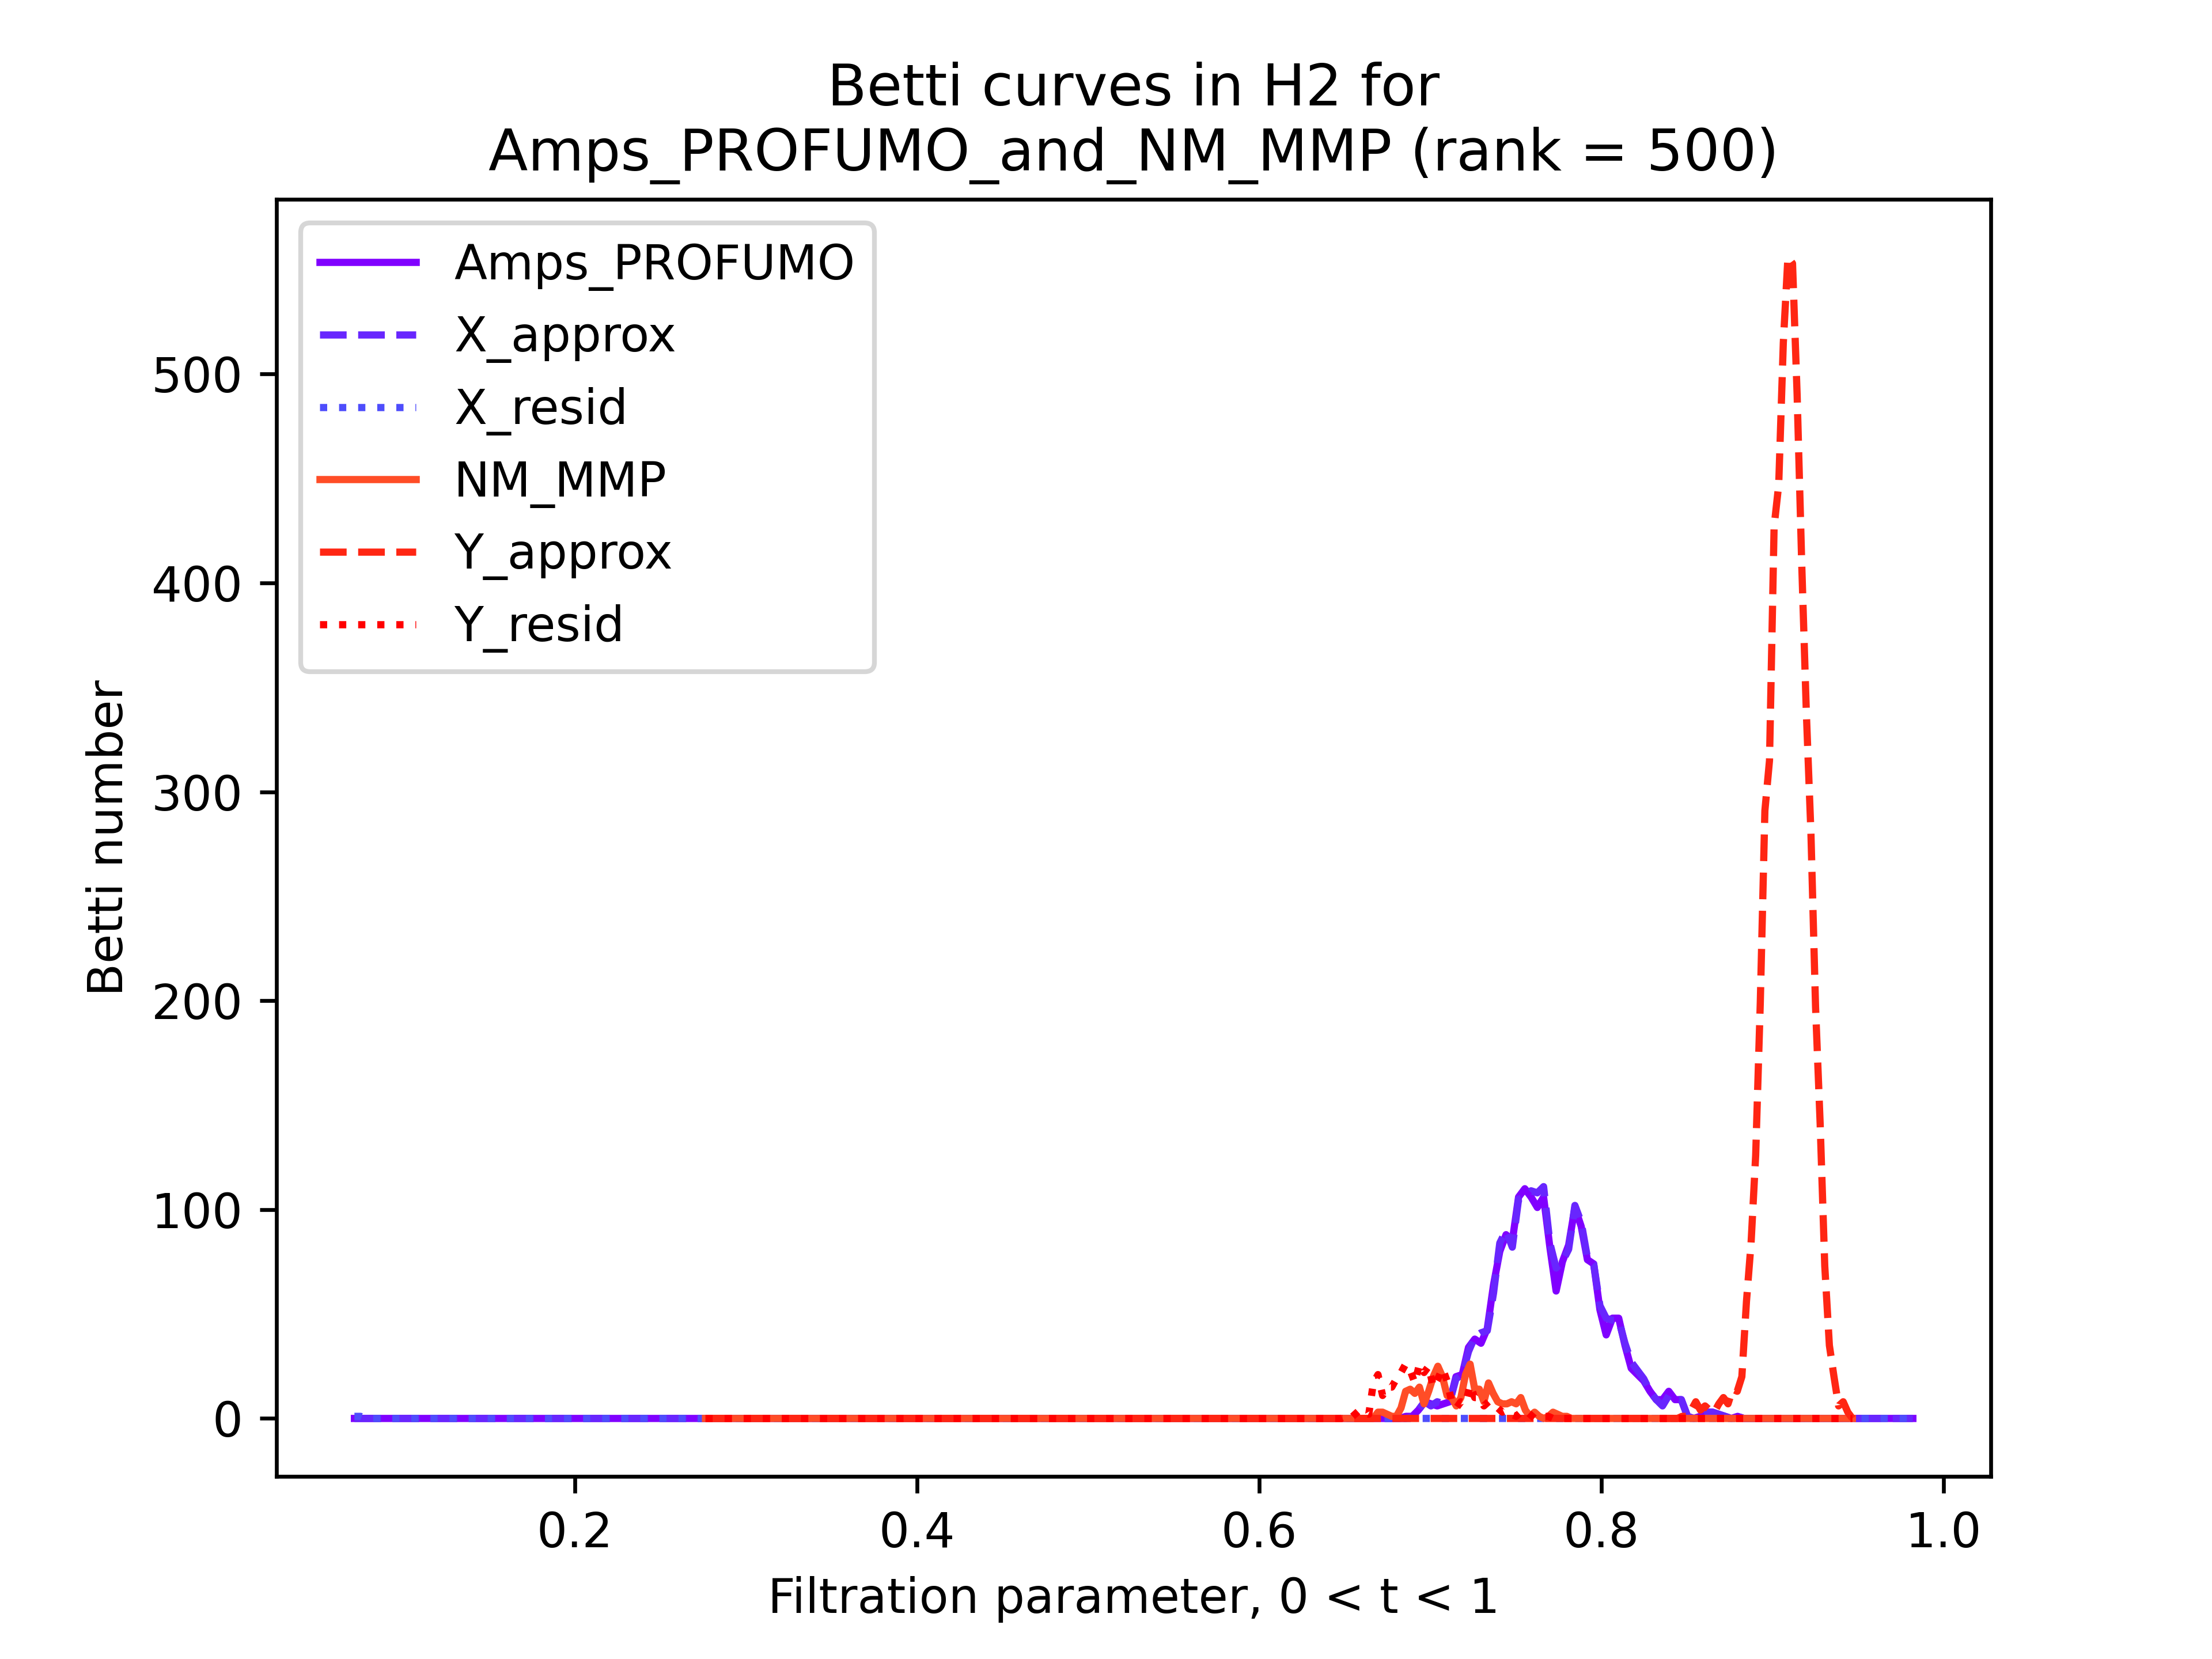 Betti curves in H2 for
Amps_PROFUMO_and_NM_MMP (rank = 500)
Amps_PROFUMO
X_approx
X_resid
NM_MMP
Y_approx
Y_resid
Betti number
500
400
300
200
100
0
0.2 0.4 0.6 0.8 1.0
Filtration parameter, 0 < t < 1